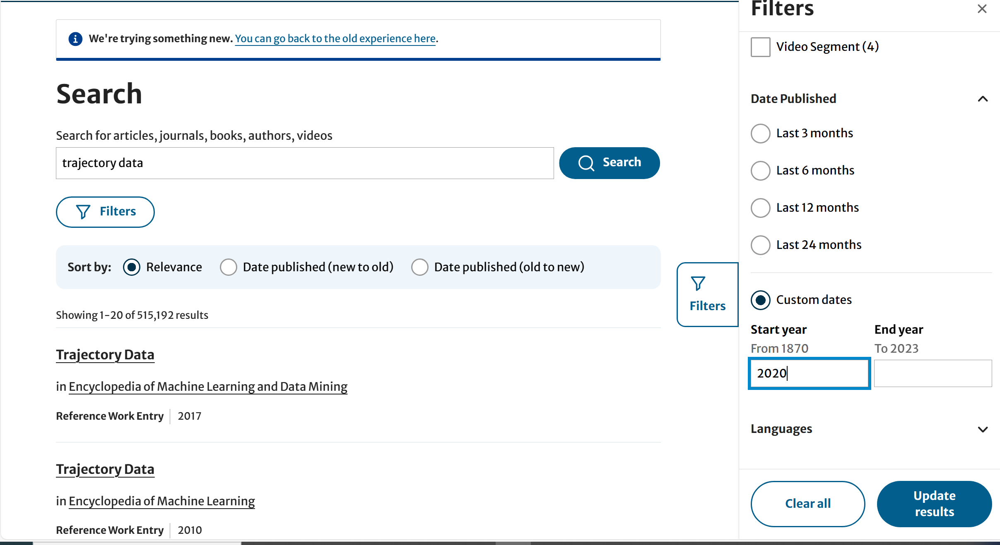 We're trying something new. You can go back to the old experience here.
Search
Search for articles, journals, books, authors, videos
trajectory data
Search
Filters
Sort by: Relevance Date published (new to old) Date published (old to new)
Showing 1-20 of 515,192 results
Trajectory Data
in Encyclopedia of Machine Learning and Data Mining
Reference Work Entry 2017
Trajectory Data
in Encyclopedia of Machine Learning
Reference Work Entry 2010
Filters
Filters
Video Segment (4)
Date Published
Last 3 months
Last 6 months
Last 12 months
Last 24 months
Custom dates
Start year End year
From 1870 To 2023
2020
Languages
Clear all
Update
results